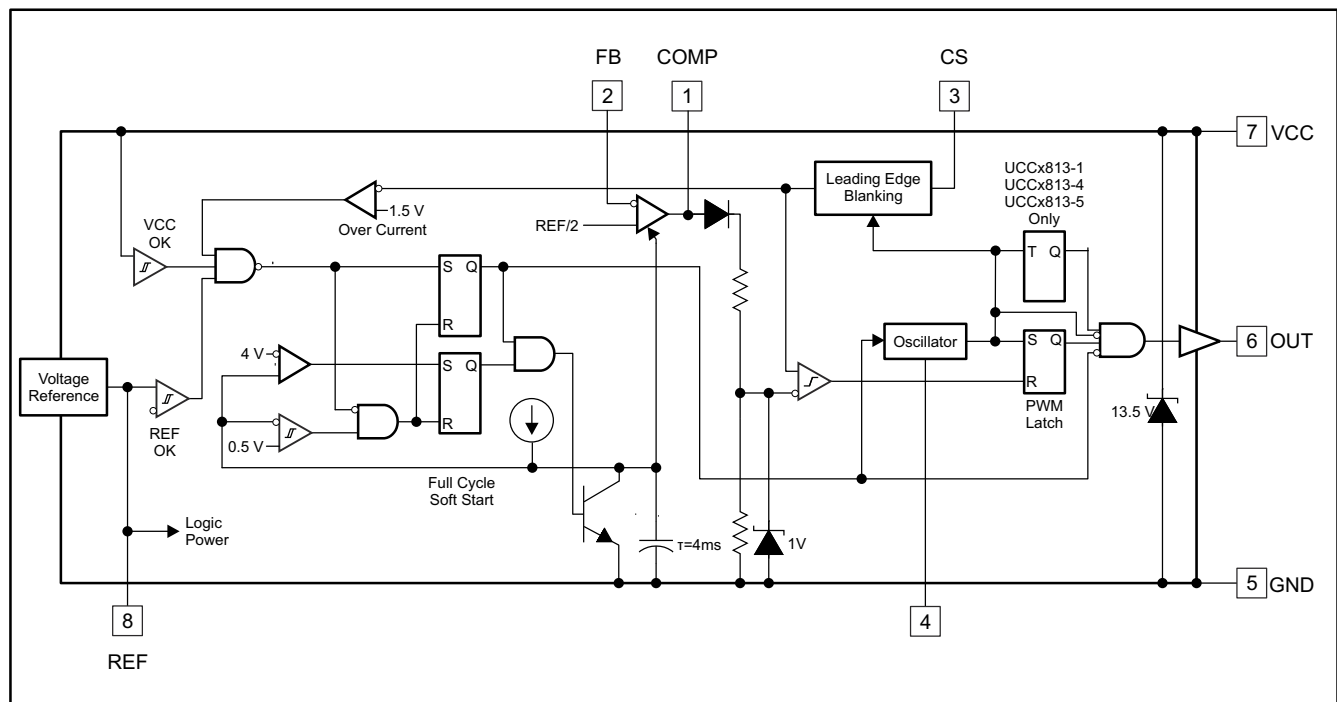 FB
COMP
CS
2
1
3
7
VCC
UCCx813-1
UCCx813-4
UCCx813-5
Only
Leading Edge
Blanking
1.5 V
Over Current
REF/2
VCC
OK
T Q
S Q
R
Oscillator
S Q
R
PWM
Latch
6
OUT
4 V
S Q
R
Voltage
Reference
REF
OK
0.5 V
13.5 V
Full Cycle
Soft Start
Logic
Power
τ=4ms
1V
5
GND
8
REF
4